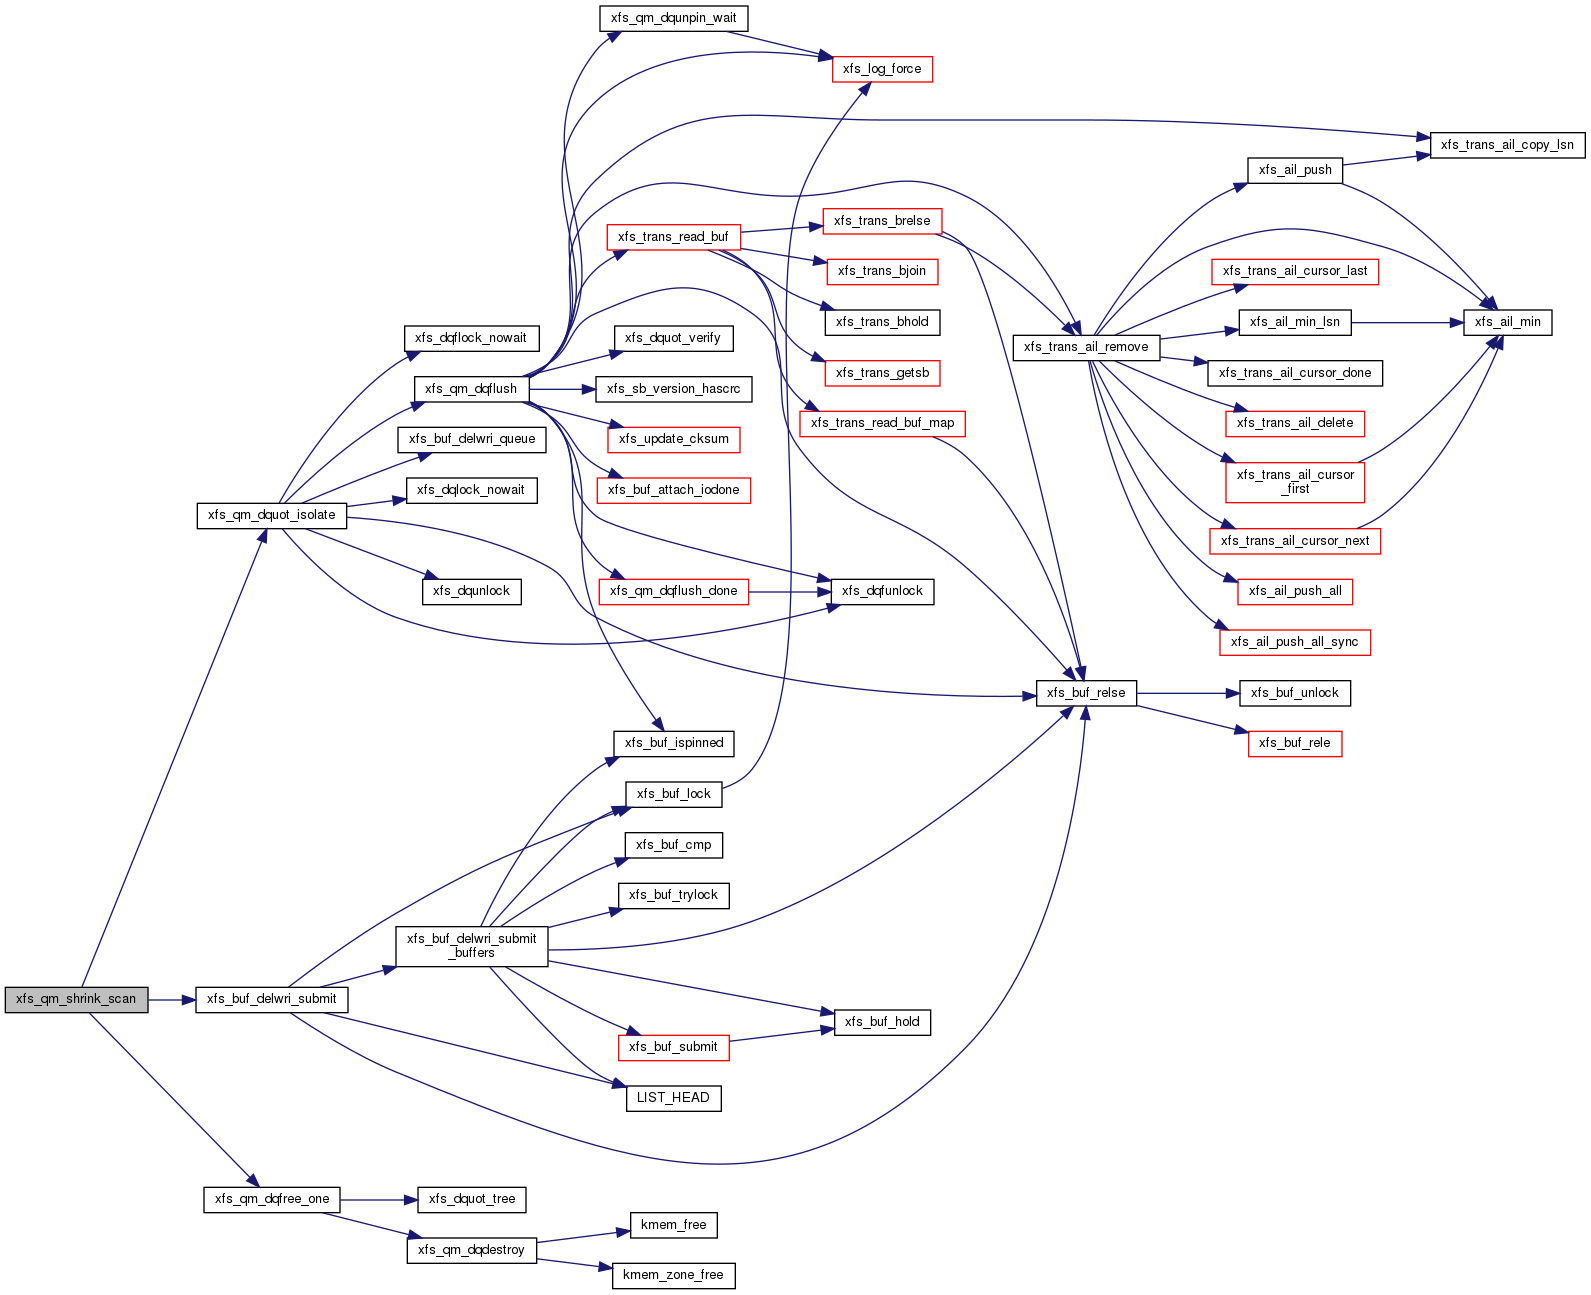 xfs_qm_dqunpin_wait
xfs_log_force
xfs_trans_ail_copy_lsn
xfs_ail_push
xfs_trans_brelse
xfs_trans_read_buf
xfs_trans_bjoin
xfs_trans_ail_cursor_last
xfs_trans_bhold
xfs_ail_min_lsn
xfs_ail_min
xfs_dqflock_nowait
xfs_dquot_verify
xfs_trans_ail_remove
xfs_trans_getsb
xfs_trans_ail_cursor_done
xfs_qm_dqflush
xfs_sb_version_hascrc
xfs_trans_read_buf_map
xfs_trans_ail_delete
xfs_buf_delwri_queue
xfs_update_cksum
xfs_trans_ail_cursor
_first
xfs_dqlock_nowait
xfs_buf_attach_iodone
xfs_qm_dquot_isolate
xfs_trans_ail_cursor_next
xfs_dqunlock
xfs_qm_dqflush_done
xfs_dqfunlock
xfs_ail_push_all
xfs_ail_push_all_sync
xfs_buf_relse
xfs_buf_unlock
xfs_buf_ispinned
xfs_buf_rele
xfs_buf_lock
xfs_buf_cmp
xfs_buf_trylock
xfs_buf_delwri_submit
_buffers
xfs_qm_shrink_scan
xfs_buf_delwri_submit
xfs_buf_hold
xfs_buf_submit
LIST_HEAD
xfs_qm_dqfree_one
xfs_dquot_tree
kmem_free
xfs_qm_dqdestroy
kmem_zone_free